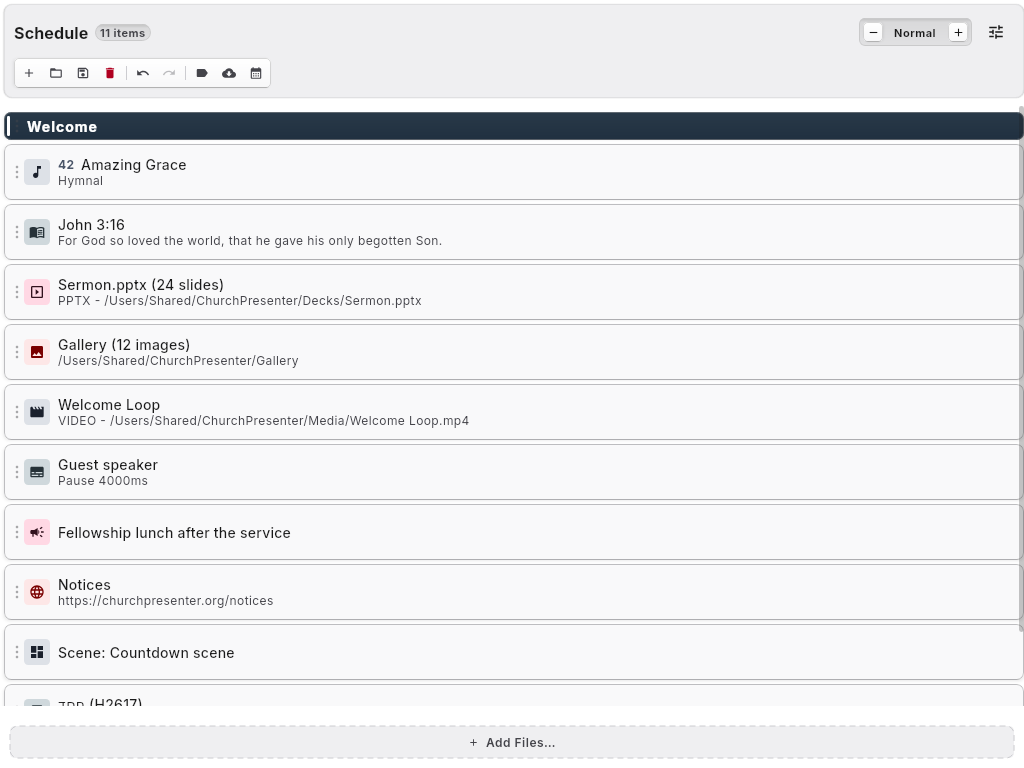 Schedule 11 items
Normal
Welcome
42 Amazing Grace
Hymnal
John 3:16
For God so loved the world, that he gave his only begotten Son.
Sermon.pptx (24 slides)
PPTX - /Users/Shared/ChurchPresenter/Decks/Sermon.pptx
Gallery (12 images)
/Users/Shared/ChurchPresenter/Gallery
Welcome Loop
VIDEO - /Users/Shared/ChurchPresenter/Media/Welcome Loop.mp4
Guest speaker
Pause 4000ms
Fellowship lunch after the service
Notices
https://churchpresenter.org/notices
Scene: Countdown scene
(H2617)
+ Add Files...